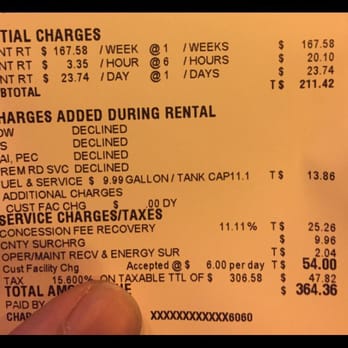 TIAL CHARGES
NT RT $ 167.58 / WEEK @ 1 / WEEKS $ 167.58
NT RT $ 3.35 / HOUR @ 6 / HOURS $ 20.10
NT RT $ 23.74 / DAY @ 1 / DAYS $ 23.74
BTOTAL T$ 211.42
HARGES ADDED DURING RENTAL
OW DECLINED
S DECLINED
AI, PEC DECLINED
REM RD SVC DECLINED
UEL & SERVICE $ 9.99 GALLON / TANK CAP11.1 T$ 13.86
ADDITIONAL CHARGES
CUST FAC CHG $ .00 DY
SERVICE CHARGES/TAXES
CONCESSION FEE RECOVERY 11.11% T$ 25.26
CNTY SURCHRG $ 9.96
OPER/MAINT RECV & ENERGY SUR T$ 2.04
Cust Facility Chg Accepted @ $ 6.00 per day T$ 54.00
TAX 15.600% ON TAXABLE TTL OF $ 306.58 $ 47.82
TOTAL $ 364.36
PAID BY
CHAR XXXXXXXXXXXX6060